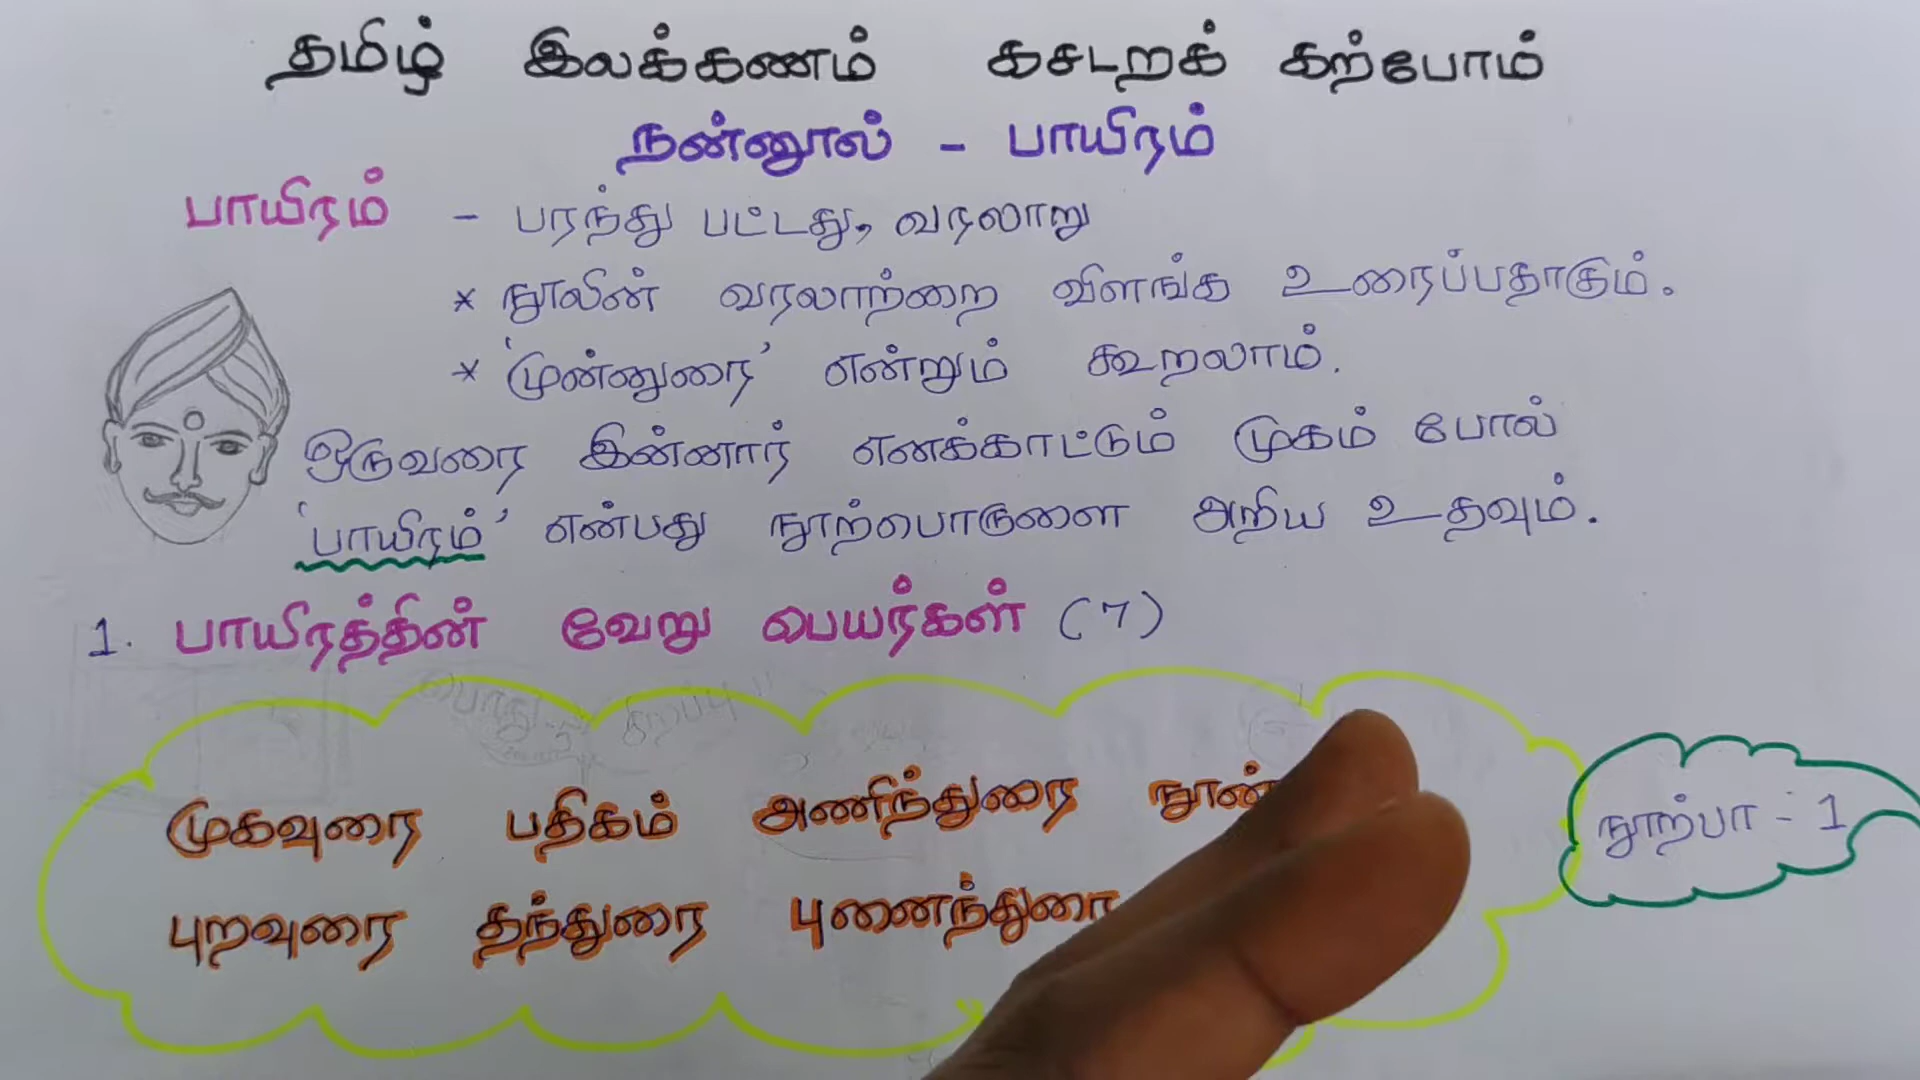 தமிழ் இலக்கணம் கசடறக் கற்போம்
நன்னூல் - பாயிரம்
பாயிரம் - பரந்து பட்டது, வரலாறு
* நூலின் வரலாற்றை விளங்க உரைப்பதாகும்.
* 'முன்னுரை' என்றும் கூறலாம்.
ஒருவரை இன்னார் எனக்காட்டும் முகம் போல்
'பாயிரம்' என்பது நூற்பொருளை அறிய உதவும்.
1. பாயிரத்தின் வேறு பெயர்கள் (7)
முகவுரை பதிகம் அணிந்துரை நூன்
புறவுரை தந்துரை புனைந்துரை
நூற்பா - 1